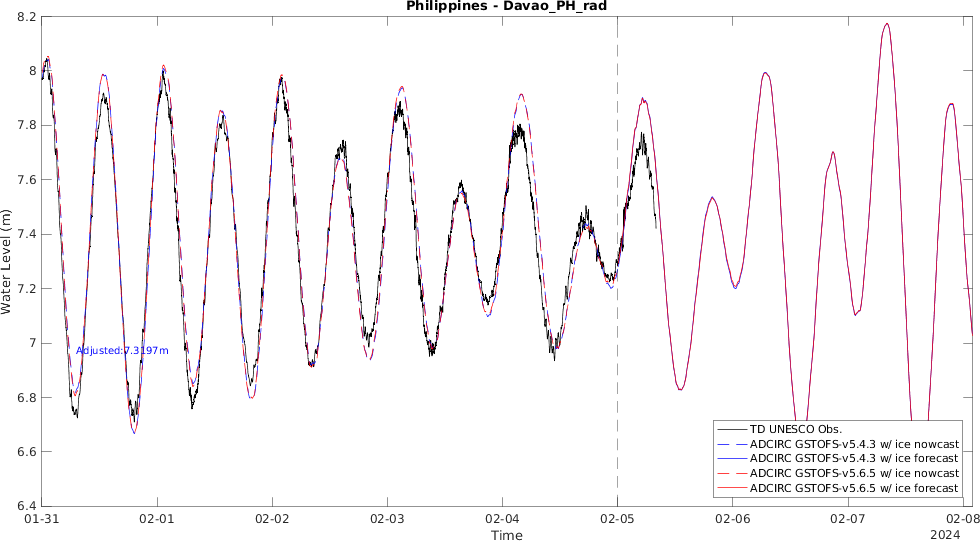 Philippines - Davao_PH_rad
8.2
8
7.8
7.6
7.4
7.2
7
6.8
6.6
6.4
Water Level (m)
Adjusted:7.3197m
TD UNESCO Obs.
ADCIRC GSTOFS-v5.4.3 w/ ice nowcast
ADCIRC GSTOFS-v5.4.3 w/ ice forecast
ADCIRC GSTOFS-v5.6.5 w/ ice nowcast
ADCIRC GSTOFS-v5.6.5 w/ ice forecast
01-31 02-01 02-02 02-03 02-04 02-05 02-06 02-07 02-08
Time
2024